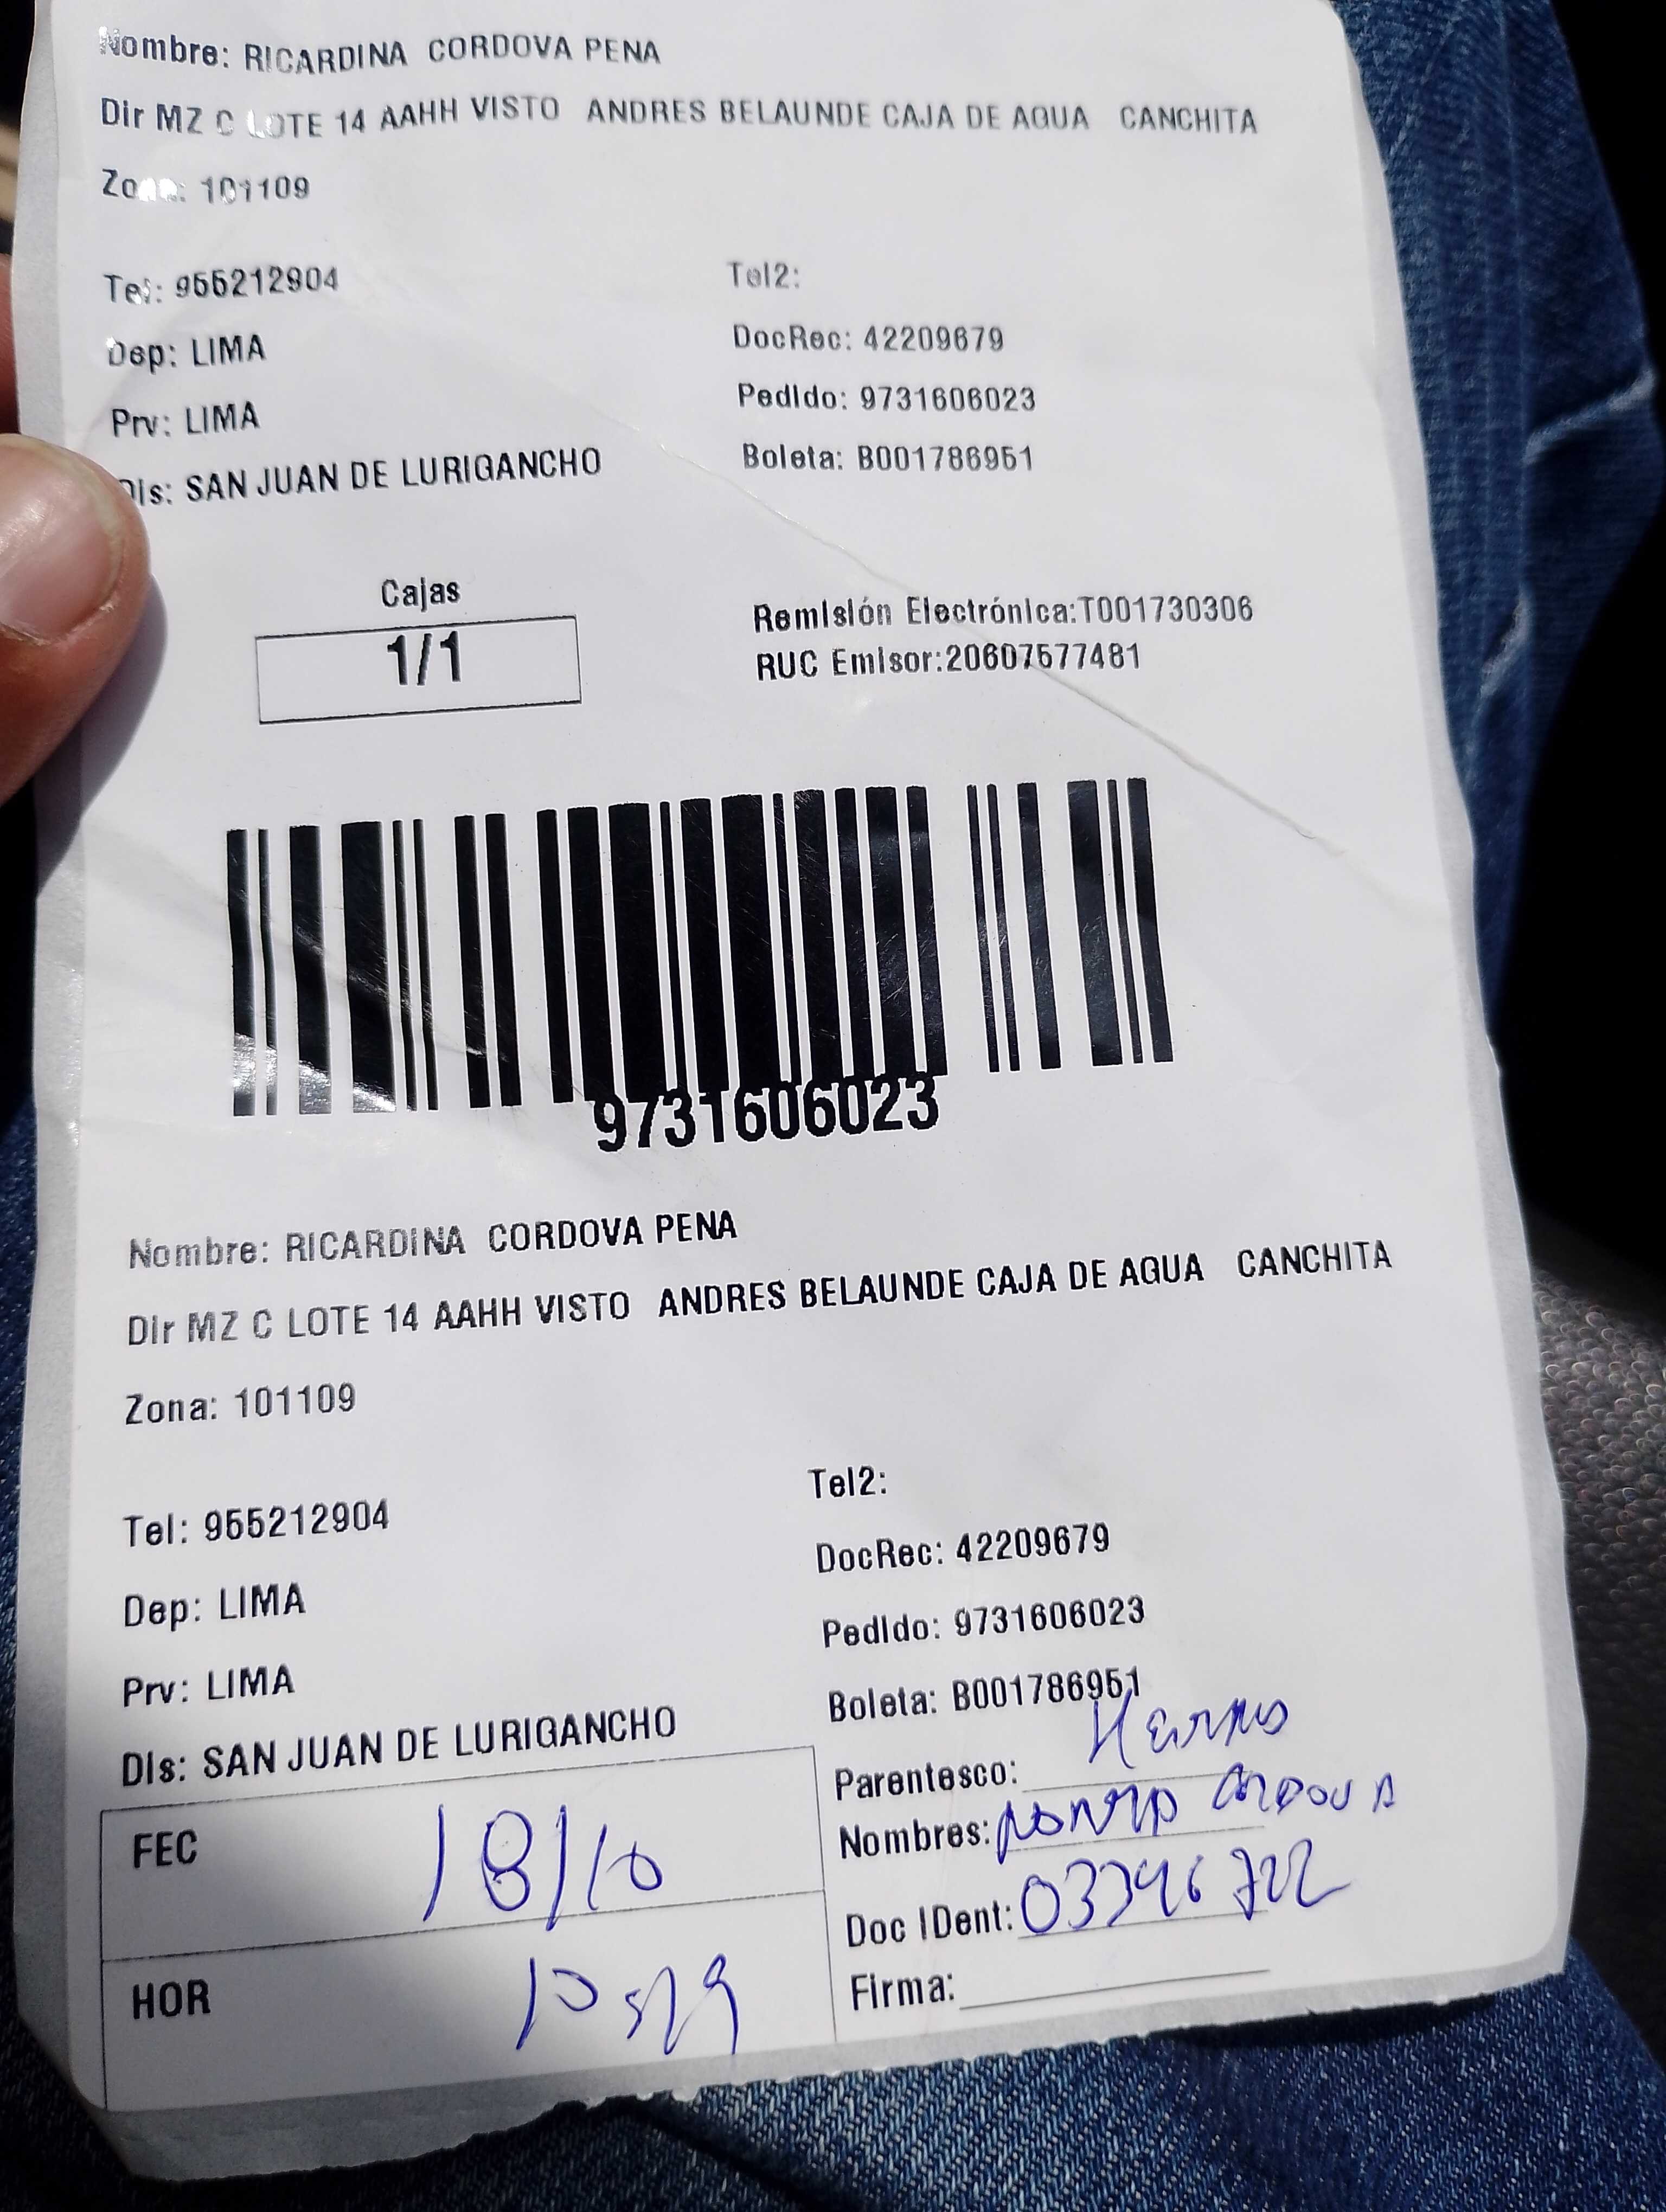 Nombre: RICARDINA CORDOVA PENA
Dir MZ C LOTE 14 AAHH VISTO ANDRES BELAUNDE CAJA DE AGUA CANCHITA
Zona: 101109
Tel: 955212904
Tel2:
Dep: LIMA
DocRec: 42209679
Prv: LIMA
Pedido: 9731606023
Dis: SAN JUAN DE LURIGANCHO
Boleta: B001786951
Cajas
1/1
Remisión Electrónica:T001730306
RUC Emisor:20607577481
9731606023
Nombre: RICARDINA CORDOVA PENA
Dir MZ C LOTE 14 AAHH VISTO ANDRES BELAUNDE CAJA DE AGUA CANCHITA
Zona: 101109
Tel: 955212904
Tel2:
Dep: LIMA
DocRec: 42209679
Prv: LIMA
Pedido: 9731606023
Dis: SAN JUAN DE LURIGANCHO
Boleta: B001786951
Parentesco:
Nombres: CORDOVA
Doc IDent:
Firma:
FEC 18/10
HOR